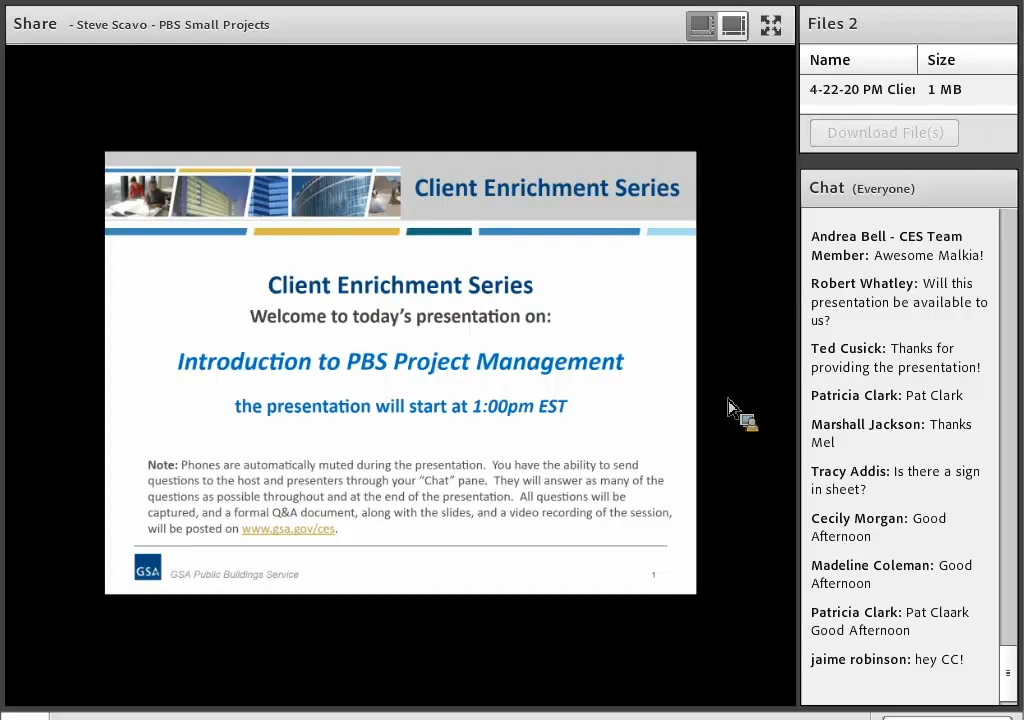 Share - Steve Scavo - PBS Small Projects
Files 2
Name Size
4-22-20 PM Clier 1 MB
Download File(s)
Chat (Everyone)
Andrea Bell - CES Team
Member: Awesome Malkia!
Robert Whatley: Will this
presentation be available to
us?
Ted Cusick: Thanks for
providing the presentation!
Patricia Clark: Pat Clark
Marshall Jackson: Thanks
Mel
Tracy Addis: Is there a sign
in sheet?
Cecily Morgan: Good
Afternoon
Madeline Coleman: Good
Afternoon
Patricia Clark: Pat Claark
Good Afternoon
jaime robinson: hey CC!
Client Enrichment Series
Client Enrichment Series
Welcome to today's presentation on:
Introduction to PBS Project Management
the presentation will start at 1:00pm EST
Note: Phones are automatically muted during the presentation. You have the ability to send
questions to the host and presenters through your “Chat” pane. They will answer as many of the
questions as possible throughout and at the end of the presentation. All questions will be
captured, and a formal Q&A document, along with the slides, and a video recording of the session,
will be posted on www.gsa.gov/ces.
GSA GSA Public Buildings Service 1